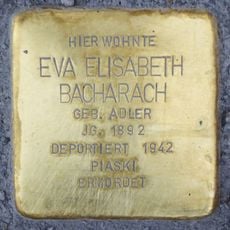 HIER WOHNTE
EVA ELISABETH
BACHARACH
GEB. ADLER
JG. 1892
DEPORTIERT 1942
PIASKI
ERMORDET